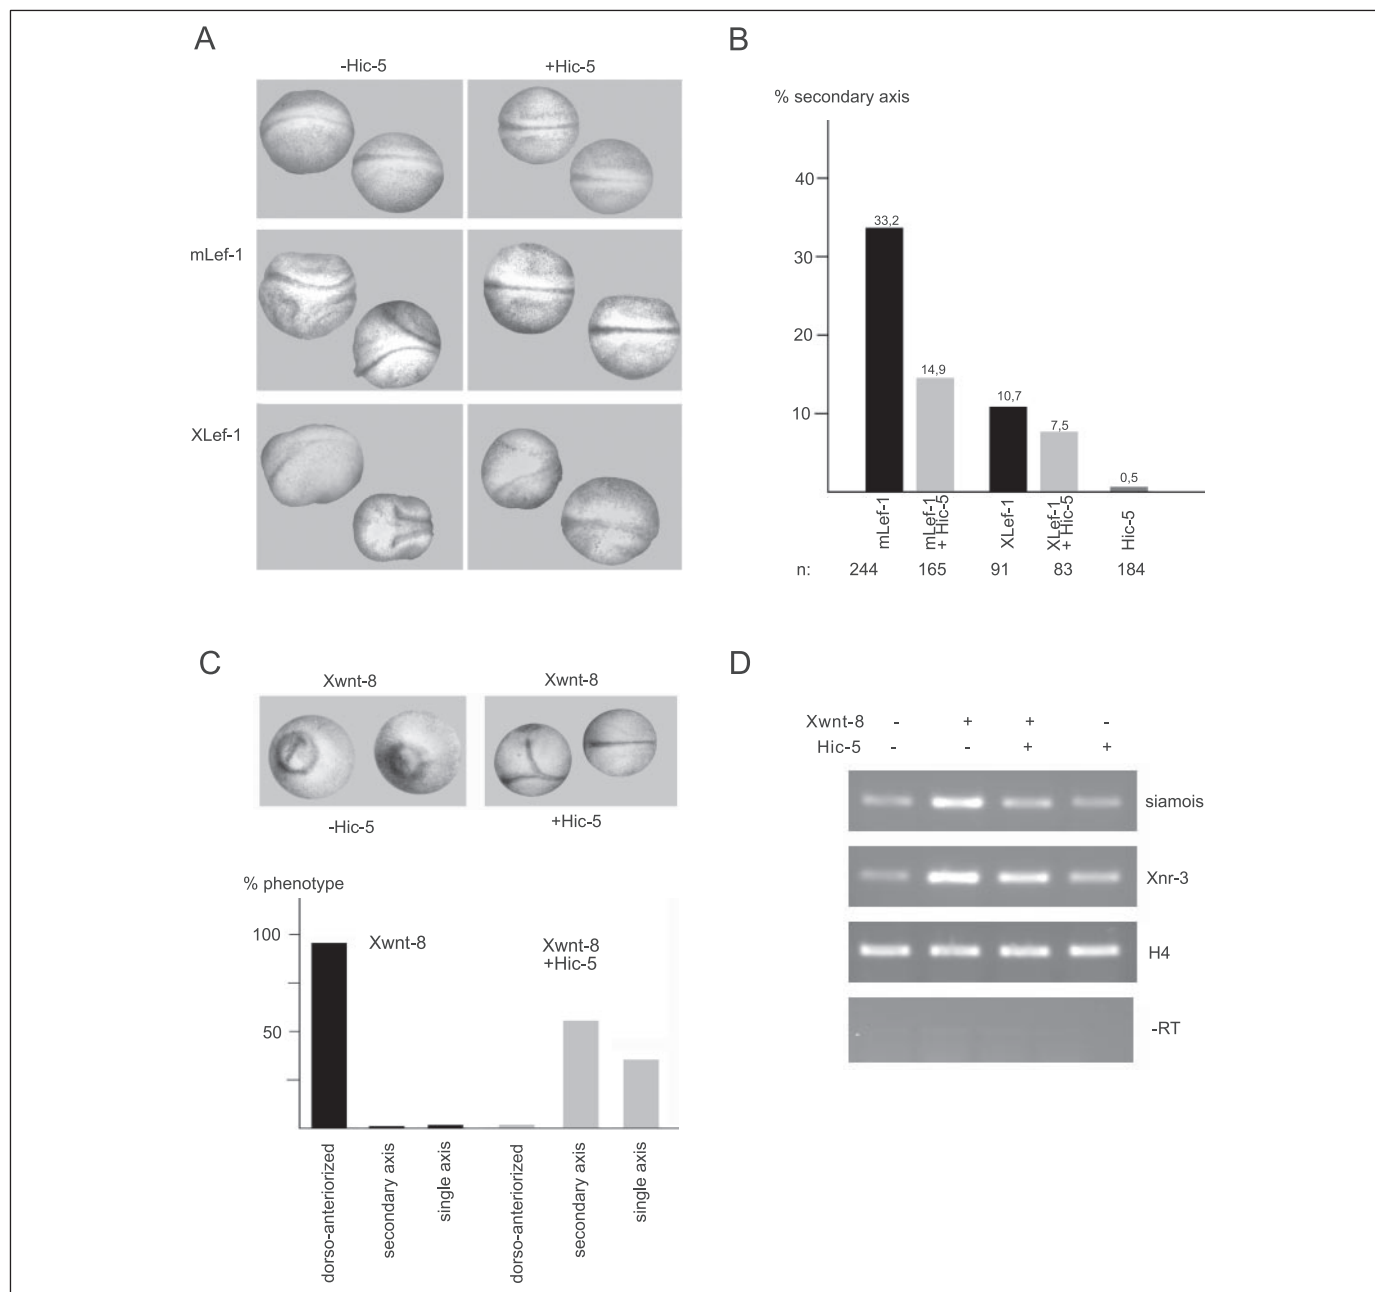 A
-Hic-5 +Hic-5
mLef-1
XLef-1
B
% secondary axis
40
30
20
10
33,2
14,9
10,7
7,5
0,5
mLef-1
mLef-1
+ Hic-5
XLef-1
XLef-1
+ Hic-5
Hic-5
n: 244 165 91 83 184
C
Xwnt-8 Xwnt-8
-Hic-5 +Hic-5
% phenotype
100
50
Xwnt-8
Xwnt-8
+Hic-5
dorso-anteriorized
secondary axis
single axis
dorso-anteriorized
secondary axis
single axis
D
Xwnt-8 - + + -
Hic-5 - - + +
siamois
Xnr-3
H4
-RT